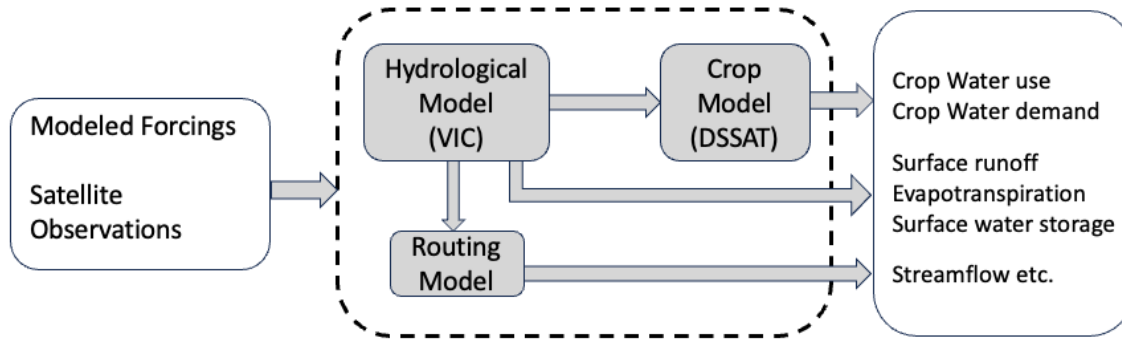 Modeled Forcings
Satellite
Observations
Hydrological
Model
(VIC)
Crop
Model
(DSSAT)
Routing
Model
Crop Water use
Crop Water demand
Surface runoff
Evapotranspiration
Surface water storage
Streamflow etc.